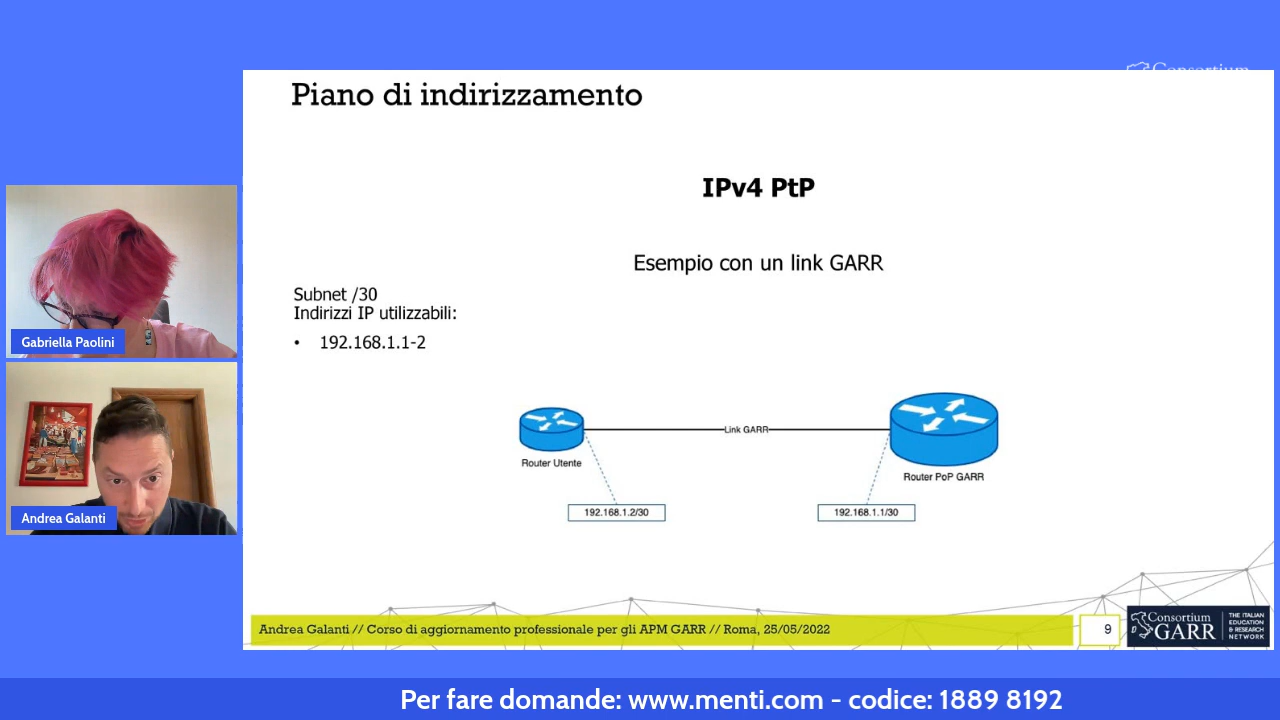 Consortium
Piano di indirizzamento
IPv4 PtP
Esempio con un link GARR
Subnet /30
Indirizzi IP utilizzabili:
• 192.168.1.1-2
Link GARR
Router Utente
Router PoP GARR
192.168.1.2/30
192.168.1.1/30
Gabriella Paolini
Andrea Galanti
Andrea Galanti // Corso di aggiornamento professionale per gli APM GARR // Roma, 25/05/2022
9
Consortium
GARR
THE ITALIAN
EDUCATION
& RESEARCH
NETWORK
Per fare domande: www.menti.com - codice: 1889 8192